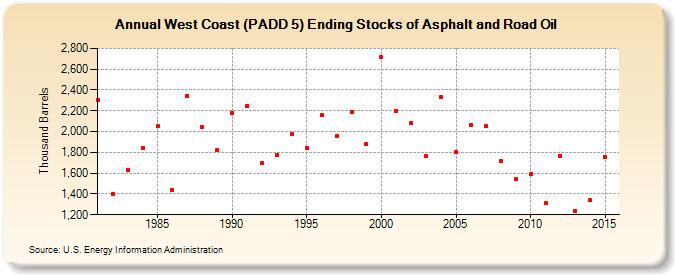 Annual West Coast (PADD 5) Ending Stocks of Asphalt and Road Oil
Thousand Barrels
2,800
2,600
2,400
2,200
2,000
1,800
1,600
1,400
1,200
1985 1990 1995 2000 2005 2010 2015
Source: U.S. Energy Information Administration